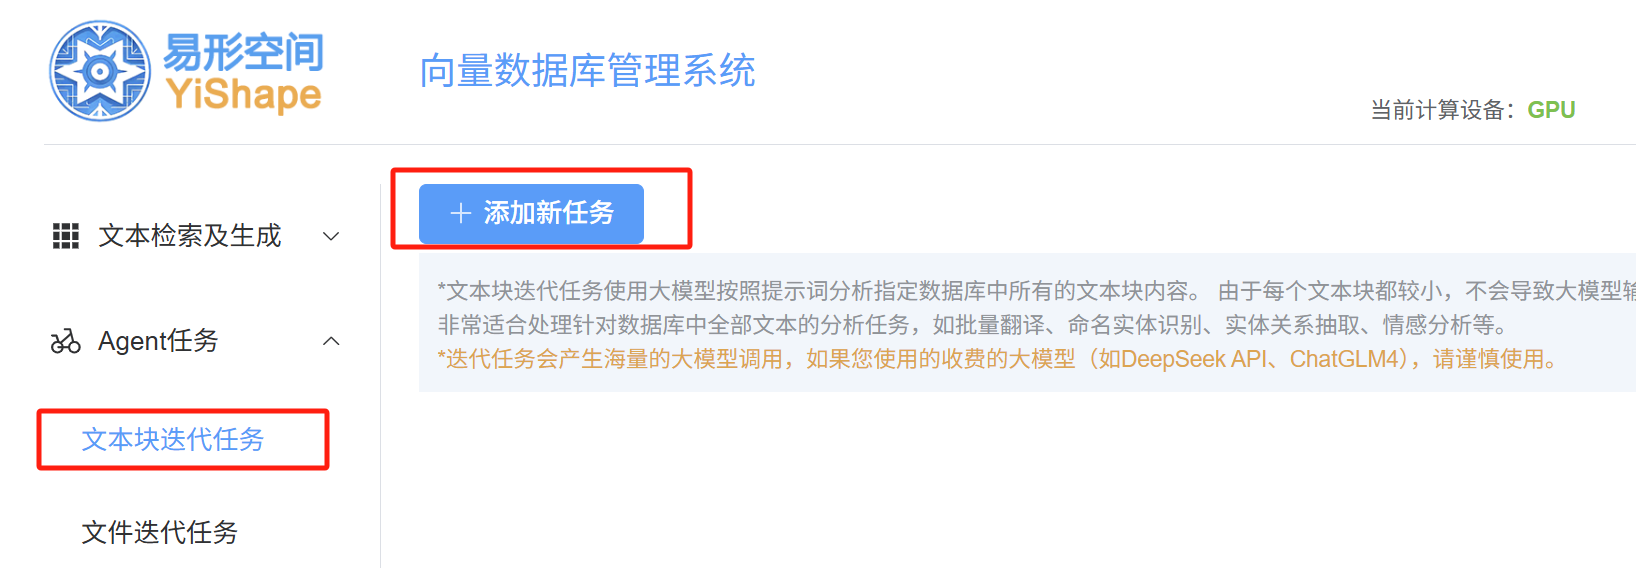 易形空间
YiShape
向量数据库管理系统
当前计算设备：GPU
文本检索及生成
Agent任务
文本块迭代任务
文件迭代任务
添加新任务
*文本块迭代任务使用大模型按照提示词分析指定数据库中所有的文本块内容。 由于每个文本块都较小，不会导致大模型输
非常适合处理针对数据库中全部文本的分析任务，如批量翻译、命名实体识别、实体关系抽取、情感分析等。
*迭代任务会产生海量的大模型调用，如果您使用的收费的大模型（如DeepSeek API、ChatGLM4），请谨慎使用。